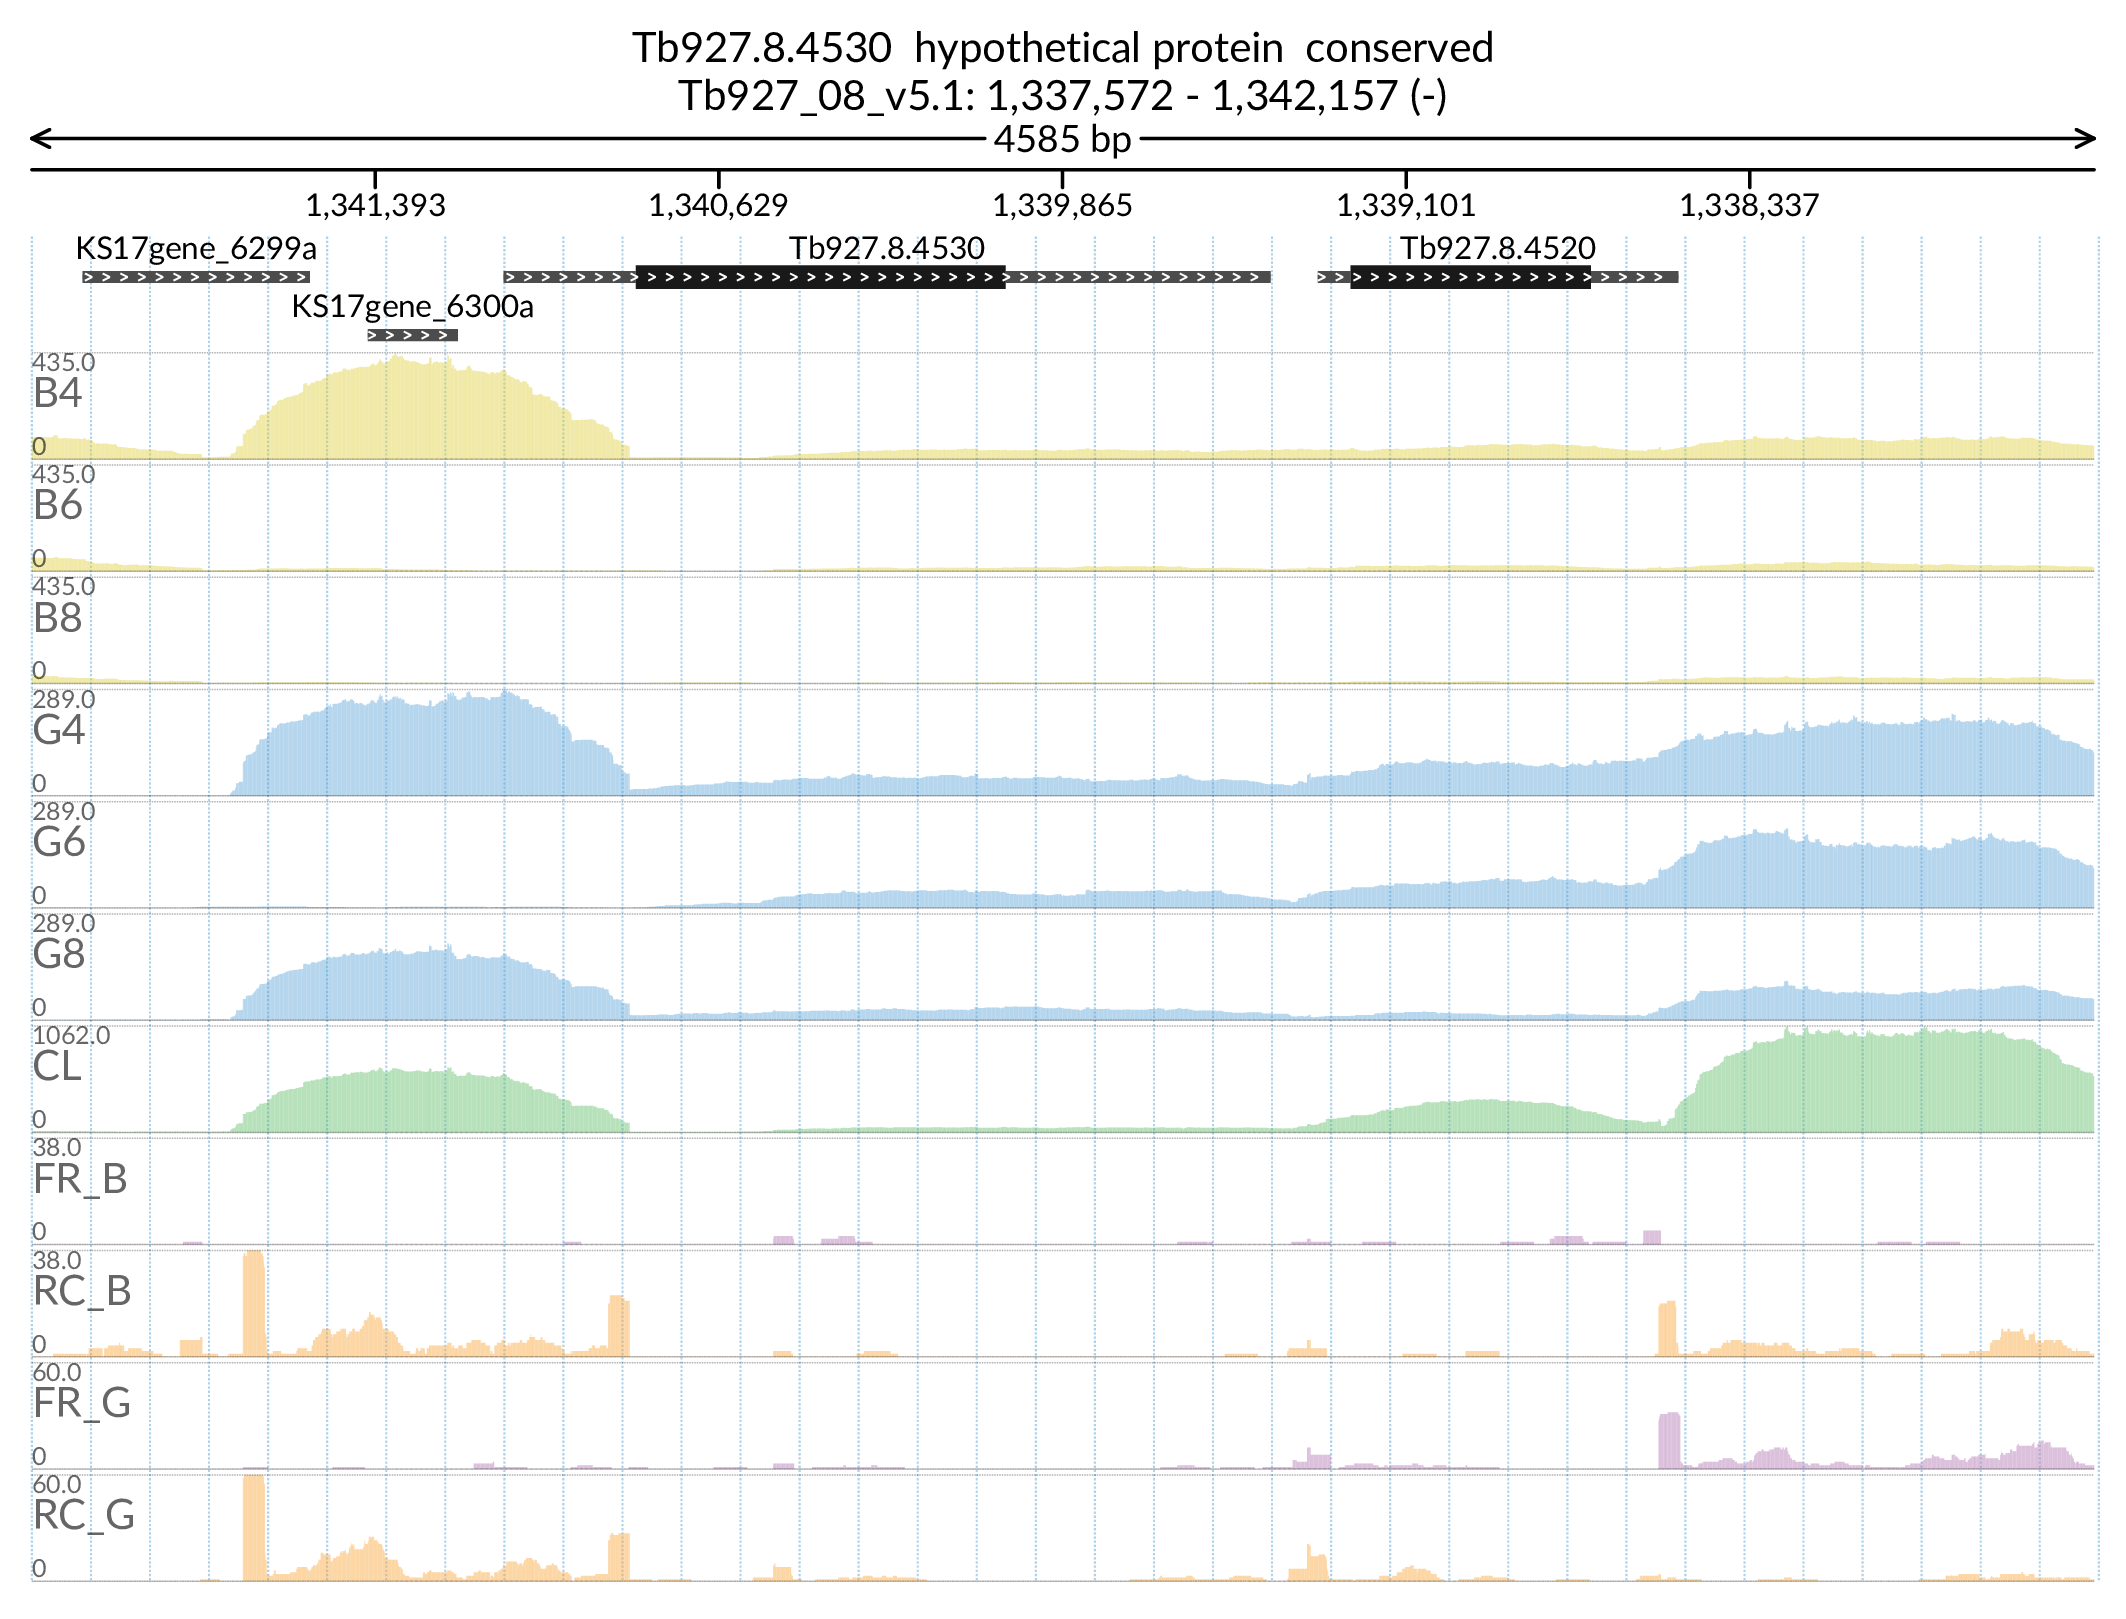 Tb927.8.4530  hypothetical protein  conserved
Tb927_08_v5.1: 1,337,572 - 1,342,157 (-)
4585 bp
1,341,393 1,340,629 1,339,865 1,339,101 1,338,337
KS17gene_6299a Tb927.8.4530 Tb927.8.4520
KS17gene_6300a
435.0
B4
0
435.0
B6
0
435.0
B8
0
289.0
G4
0
289.0
G6
0
289.0
G8
0
1062.0
CL
0
38.0
FR_B
0
38.0
RC_B
0
60.0
FR_G
0
60.0
RC_G
0